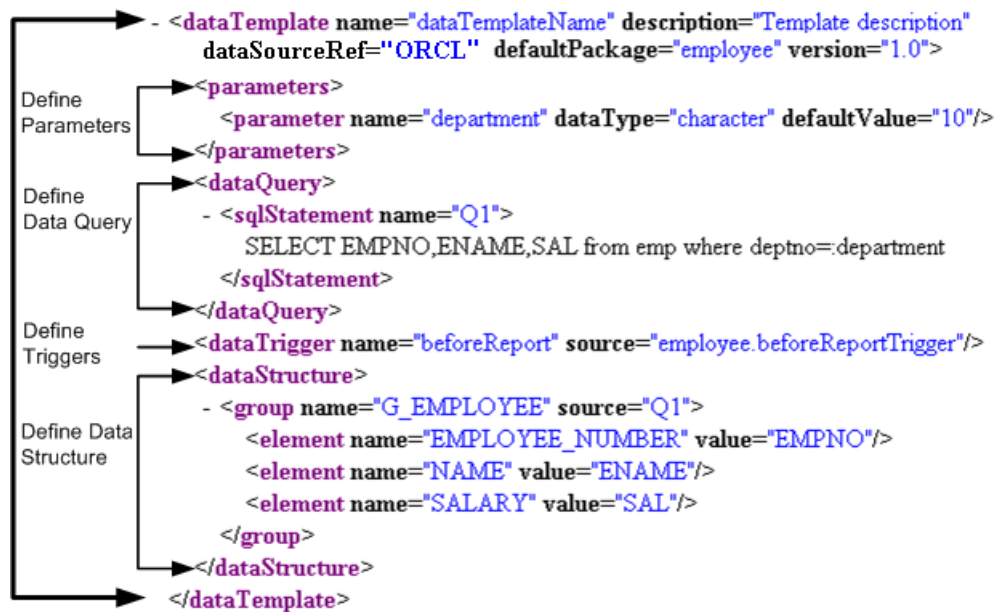 - <dataTemplate name="dataTemplateName" description="Template description"
dataSourceRef="ORCL" defaultPackage="employee" version="1.0">
Define
Parameters
<parameters>
<parameter name="department" dataType="character" defaultValue="10"/>
</parameters>
Define
Data Query
<dataQuery>
- <sqlStatement name="Q1">
SELECT EMPNO,ENAME,SAL from emp where deptno=:department
</sqlStatement>
</dataQuery>
Define
Triggers
<dataTrigger name="beforeReport" source="employee.beforeReportTrigger"/>
Define Data
Structure
<dataStructure>
- <group name="G_EMPLOYEE" source="Q1">
<element name="EMPLOYEE_NUMBER" value="EMPNO"/>
<element name="NAME" value="ENAME"/>
<element name="SALARY" value="SAL"/>
</group>
</dataStructure>
</dataTemplate>